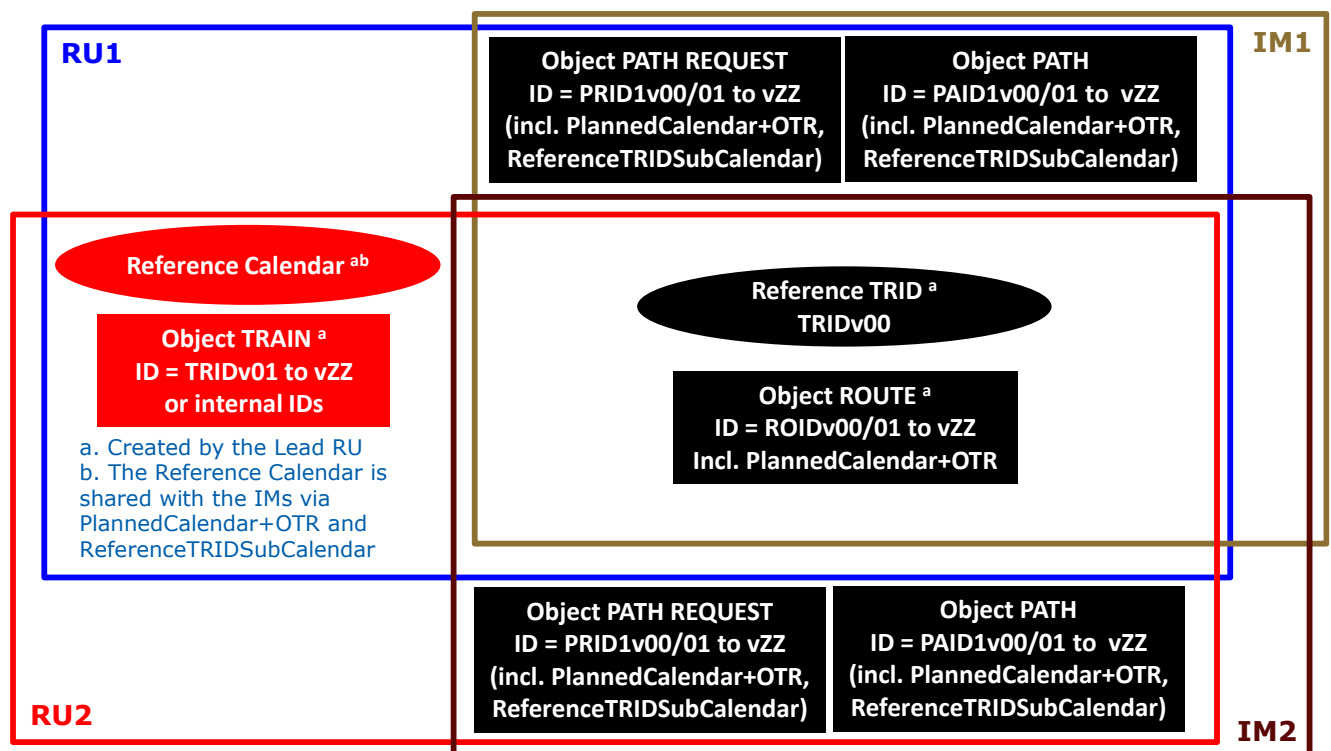 RU1
IM1
Object PATH REQUEST
ID = PRID1v00/01 to vZZ
(incl. PlannedCalendar+OTR,
ReferenceTRIDSubCalendar)
Object PATH
ID = PAID1v00/01 to  vZZ
(incl. PlannedCalendar+OTR,
ReferenceTRIDSubCalendar)
Reference Calendar ab
Object TRAIN a
ID = TRIDv01 to vZZ
or internal IDs
a. Created by the Lead RU
b. The Reference Calendar is
shared with the IMs via
PlannedCalendar+OTR and
ReferenceTRIDSubCalendar
Reference TRID a
TRIDv00
Object ROUTE a
ID = ROIDv00/01 to vZZ
Incl. PlannedCalendar+OTR
Object PATH REQUEST
ID = PRID1v00/01 to vZZ
(incl. PlannedCalendar+OTR,
ReferenceTRIDSubCalendar)
Object PATH
ID = PAID1v00/01 to  vZZ
(incl. PlannedCalendar+OTR,
ReferenceTRIDSubCalendar)
RU2
IM2